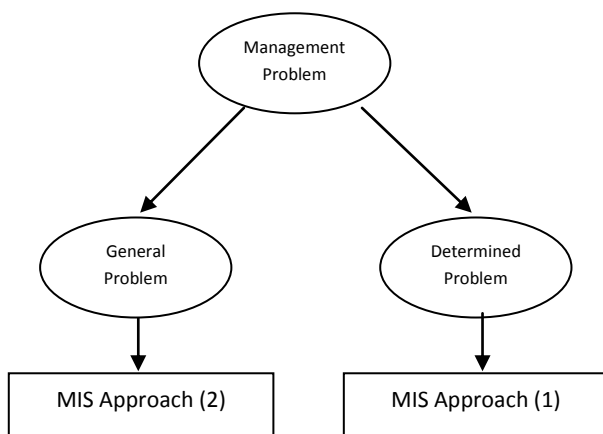 Management
Problem
General
Problem
Determined
Problem
MIS Approach (2)
MIS Approach (1)